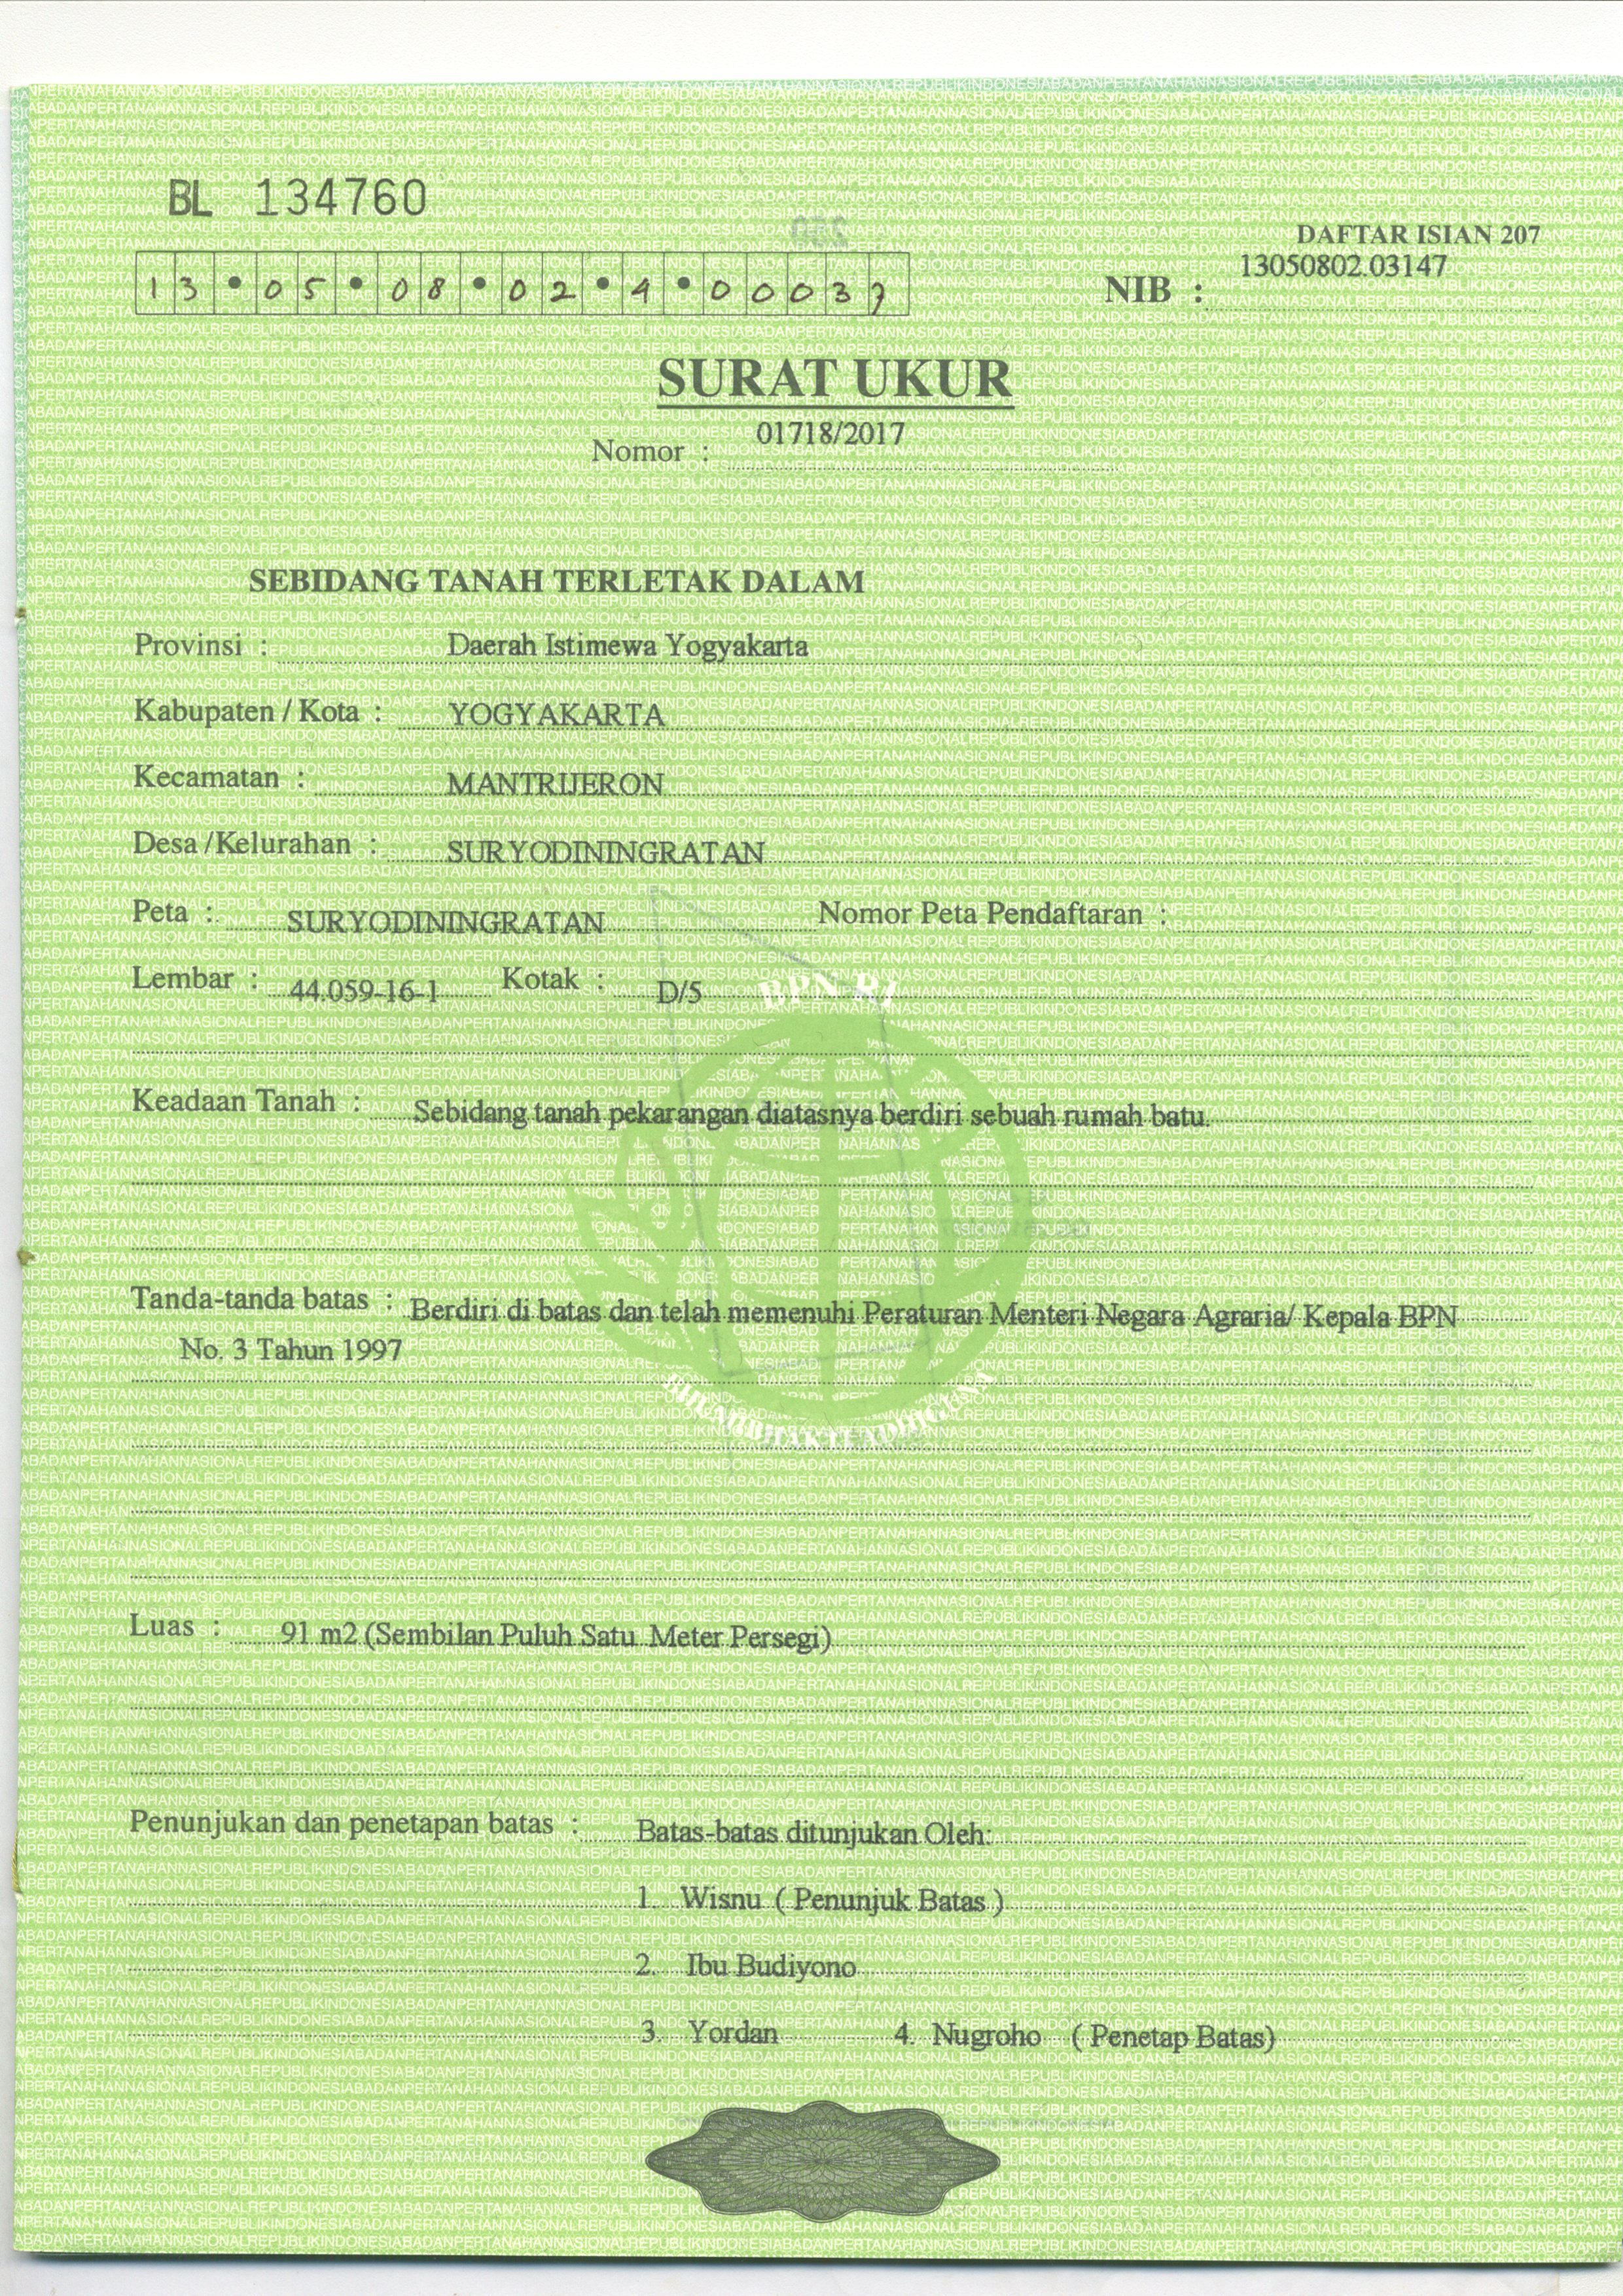 BL 134760
DAFTAR ISIAN 207
13 • 05 • 08 • 02 • 4 • 00037
NIB : 13050802.03147
SURAT UKUR
Nomor : 01718/2017
SEBIDANG TANAH TERLETAK DALAM
Provinsi : Daerah Istimewa Yogyakarta
Kabupaten / Kota : YOGYAKARTA
Kecamatan : MANTRIJERON
Desa /Kelurahan : SURYODININGRATAN
Peta : SURYODININGRATAN Nomor Peta Pendaftaran :
Lembar : 44.059-16-1 Kotak : D/5
BPN RI
Keadaan Tanah : Sebidang tanah pekarangan diatasnya berdiri sebuah rumah batu.
Tanda-tanda batas : Berdiri di batas dan telah memenuhi Peraturan Menteri Negara Agraria/ Kepala BPN
No. 3 Tahun 1997
BHUMIBHAKTI ADHIGUNA
Luas : 91 m2 (Sembilan Puluh Satu Meter Persegi)
Penunjukan dan penetapan batas : Batas-batas ditunjukan Oleh:
1. Wisnu ( Penunjuk Batas )
2. Ibu Budiyono
3. Yordan 4. Nugroho ( Penetap Batas)